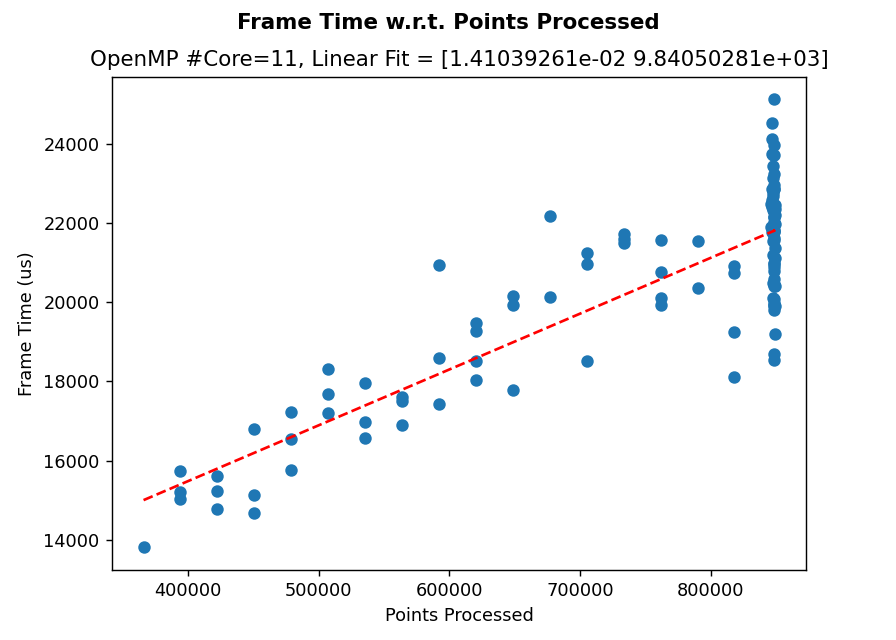 Frame Time w.r.t. Points Processed
OpenMP #Core=11, Linear Fit = [1.41039261e-02 9.84050281e+03]
24000
22000
20000
18000
16000
14000
Frame Time (us)
400000 500000 600000 700000 800000
Points Processed